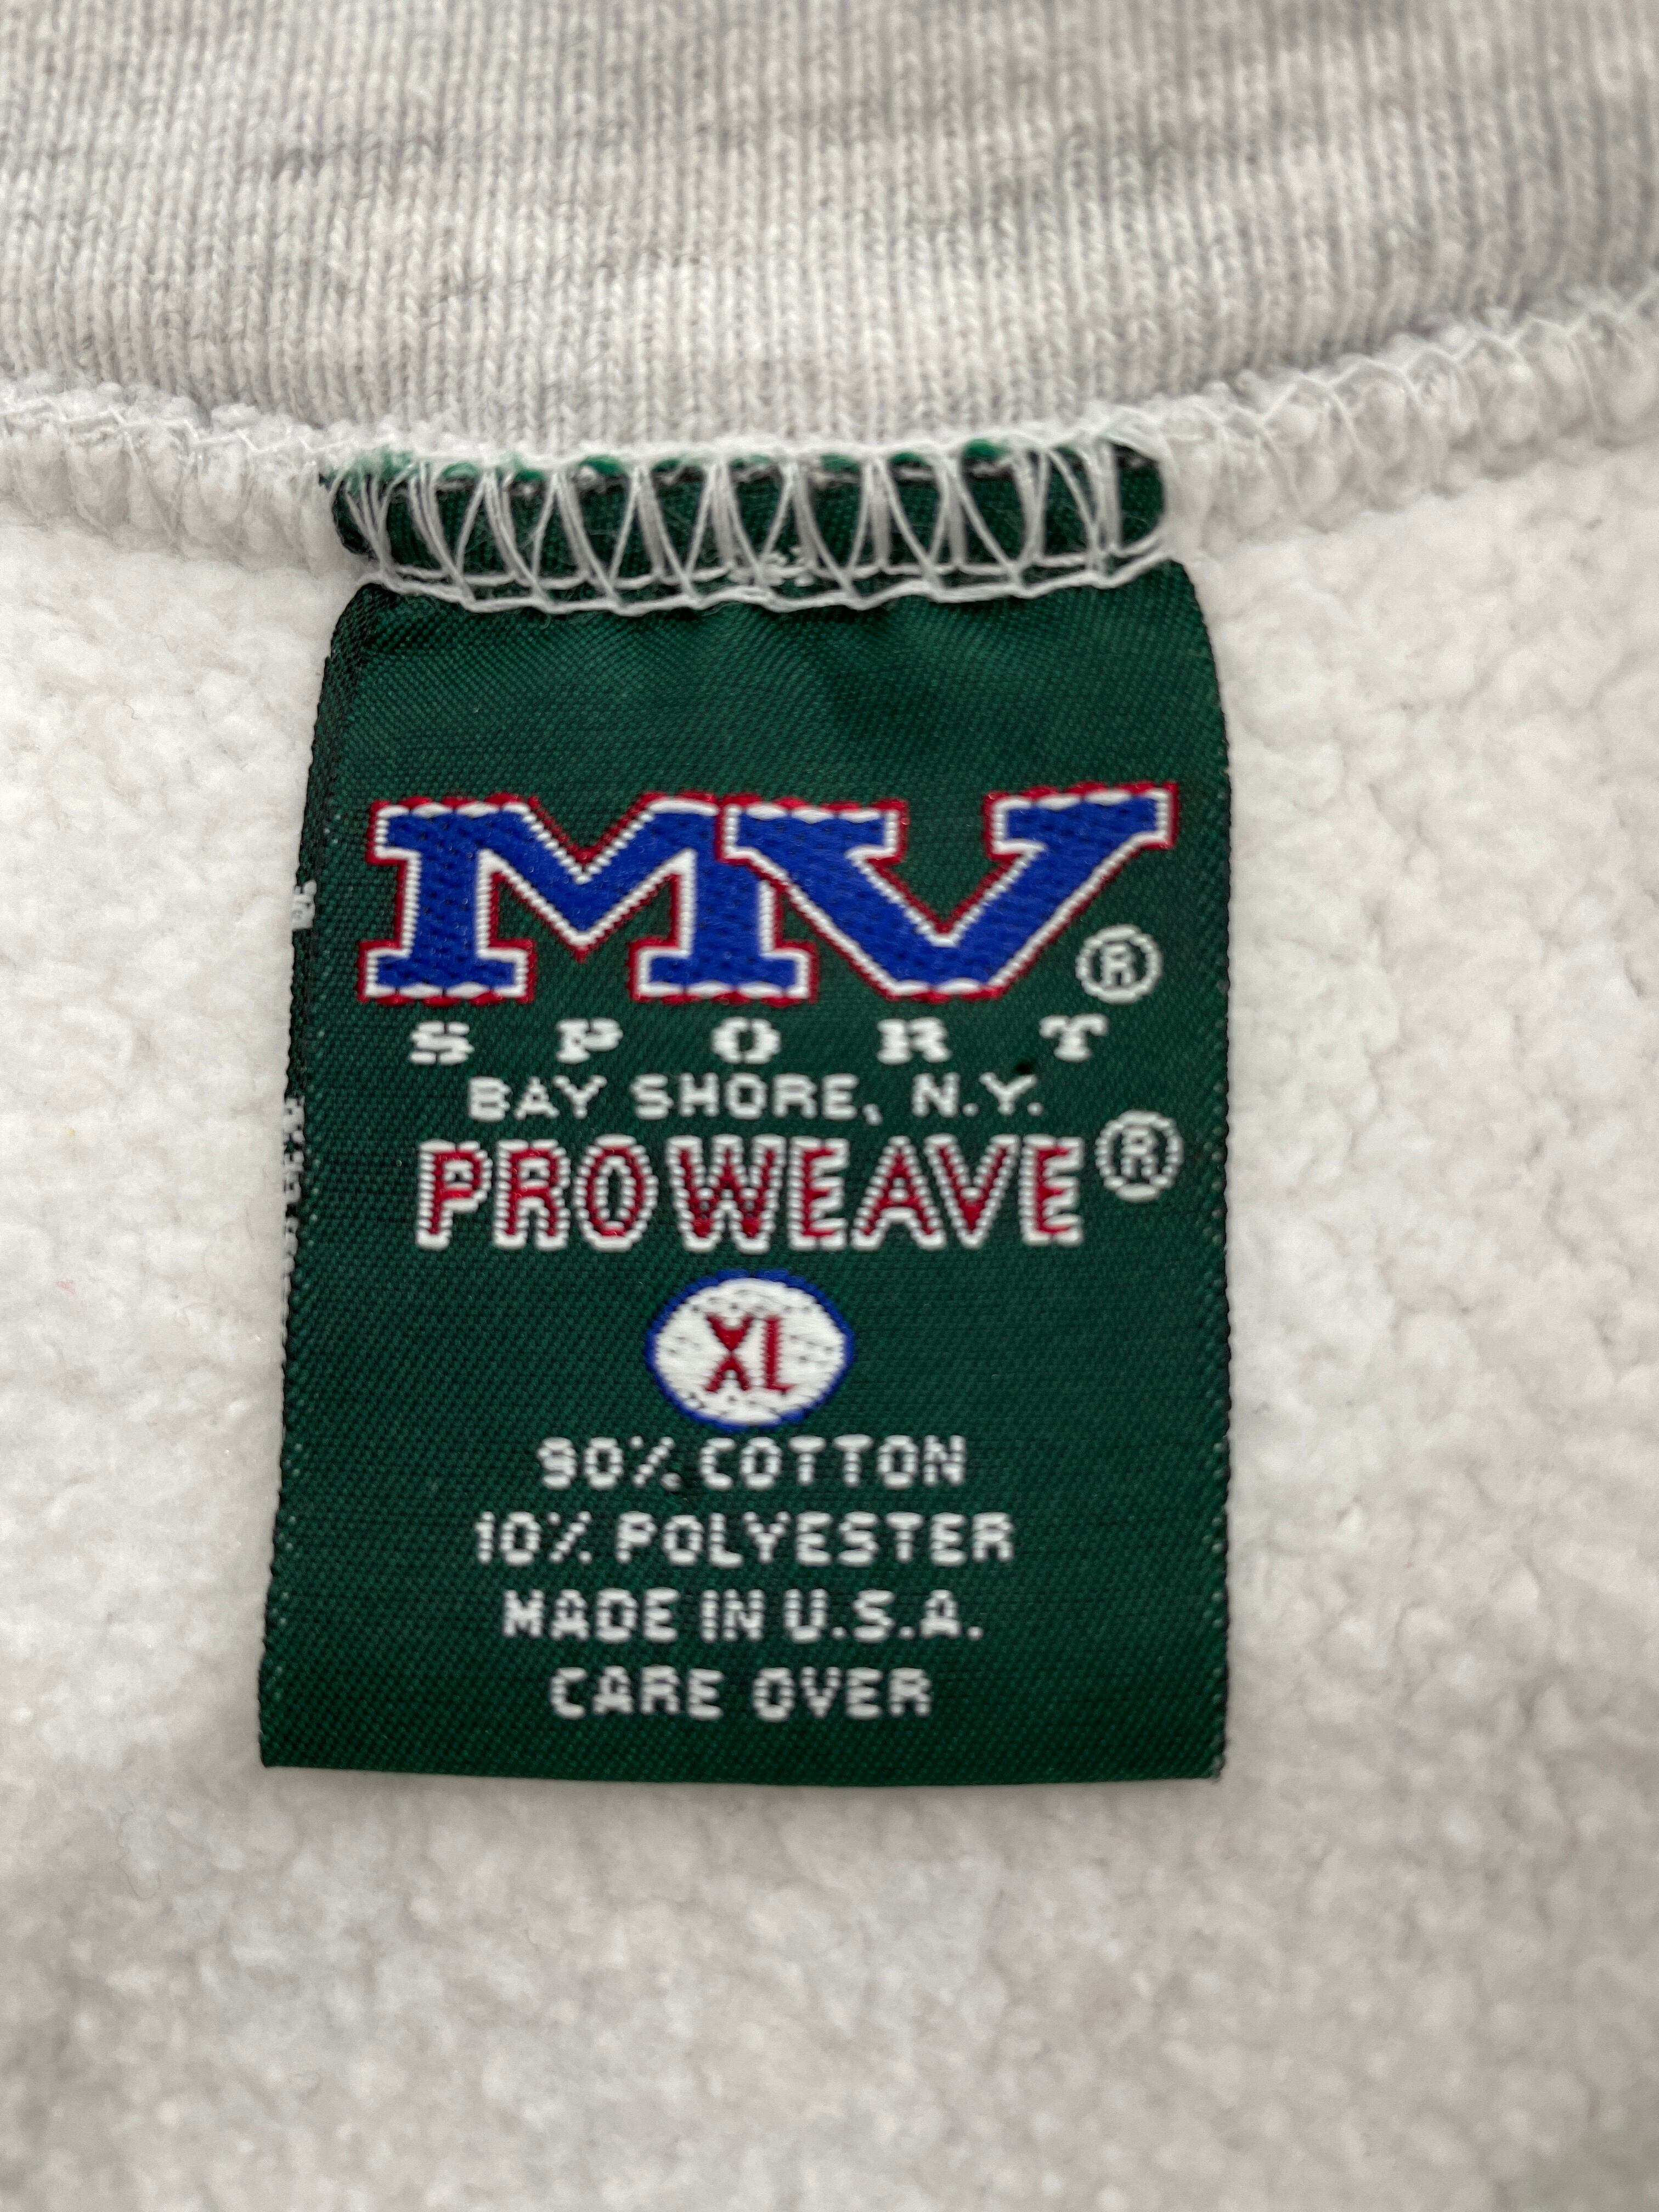 MV®
SPORT
BAY SHORE, N.Y.
PROWEAVE®
XL
90% COTTON
10% POLYESTER
MADE IN U.S.A.
CARE OVER